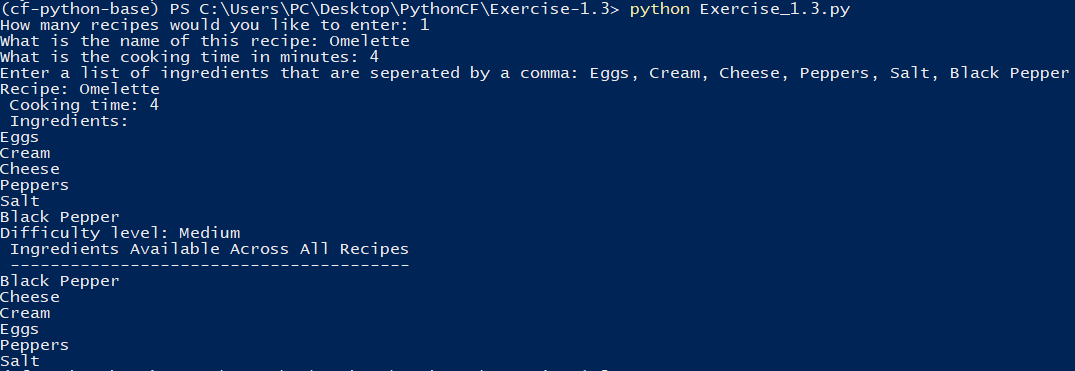 (cf-python-base) PS C:\Users\PC\Desktop\PythonCF\Exercise-1.3> python Exercise_1.3.py
How many recipes would you like to enter: 1
What is the name of this recipe: Omelette
What is the cooking time in minutes: 4
Enter a list of ingredients that are seperated by a comma: Eggs, Cream, Cheese, Peppers, Salt, Black Pepper
Recipe: Omelette
 Cooking time: 4
 Ingredients:
Eggs
Cream
Cheese
Peppers
Salt
Black Pepper
Difficulty level: Medium
 Ingredients Available Across All Recipes
 ----------------------------------------
Black Pepper
Cheese
Cream
Eggs
Peppers
Salt